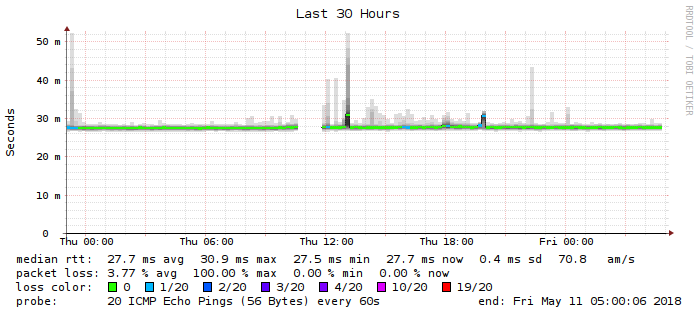 Last 30 Hours
RRDTOOL / TOBI OETIKER
Seconds
50 m
40 m
30 m
20 m
10 m
0
Thu 00:00 Thu 06:00 Thu 12:00 Thu 18:00 Fri 00:00
median rtt: 27.7 ms avg 30.9 ms max 27.5 ms min 27.7 ms now 0.4 ms sd 70.8 am/s
packet loss: 3.77 % avg 100.00 % max 0.00 % min 0.00 % now
loss color: 0 1/20 2/20 3/20 4/20 10/20 19/20
probe: 20 ICMP Echo Pings (56 Bytes) every 60s end: Fri May 11 05:00:06 2018